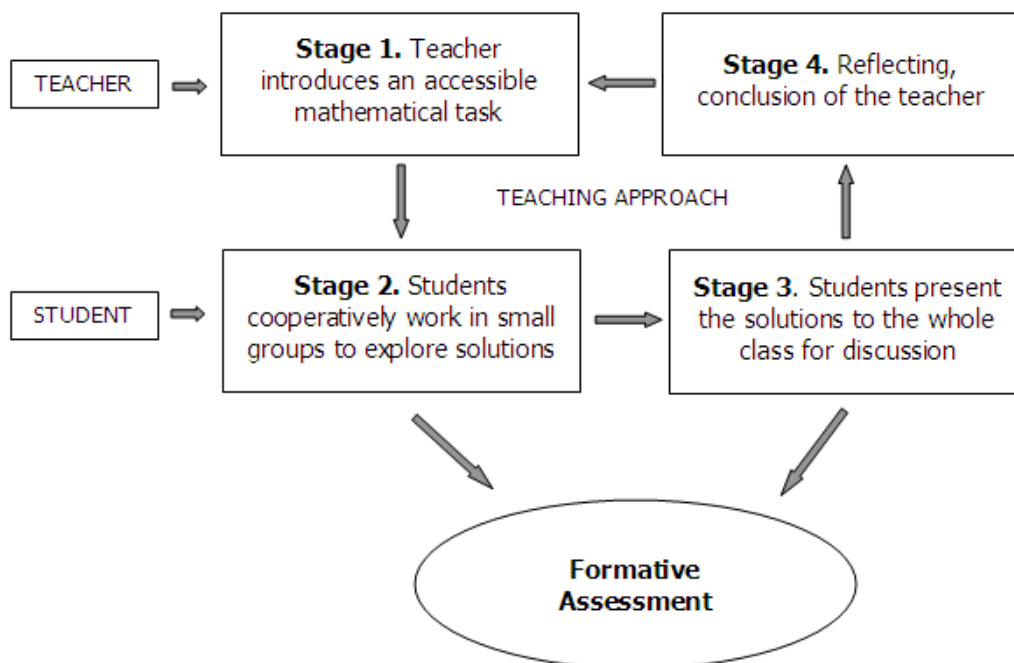 TEACHER
Stage 1. Teacher
introduces an accessible
mathematical task
Stage 4. Reflecting,
conclusion of the teacher
TEACHING APPROACH
STUDENT
Stage 2. Students
cooperatively work in small
groups to explore solutions
Stage 3. Students present
the solutions to the whole
class for discussion
Formative
Assessment